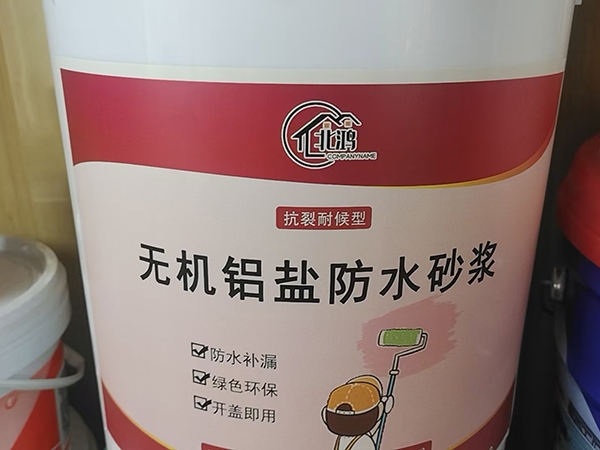 北鸿
COMPANYNAME
抗裂耐候型
无机铝盐防水砂浆
防水补漏
绿色环保
开盖即用